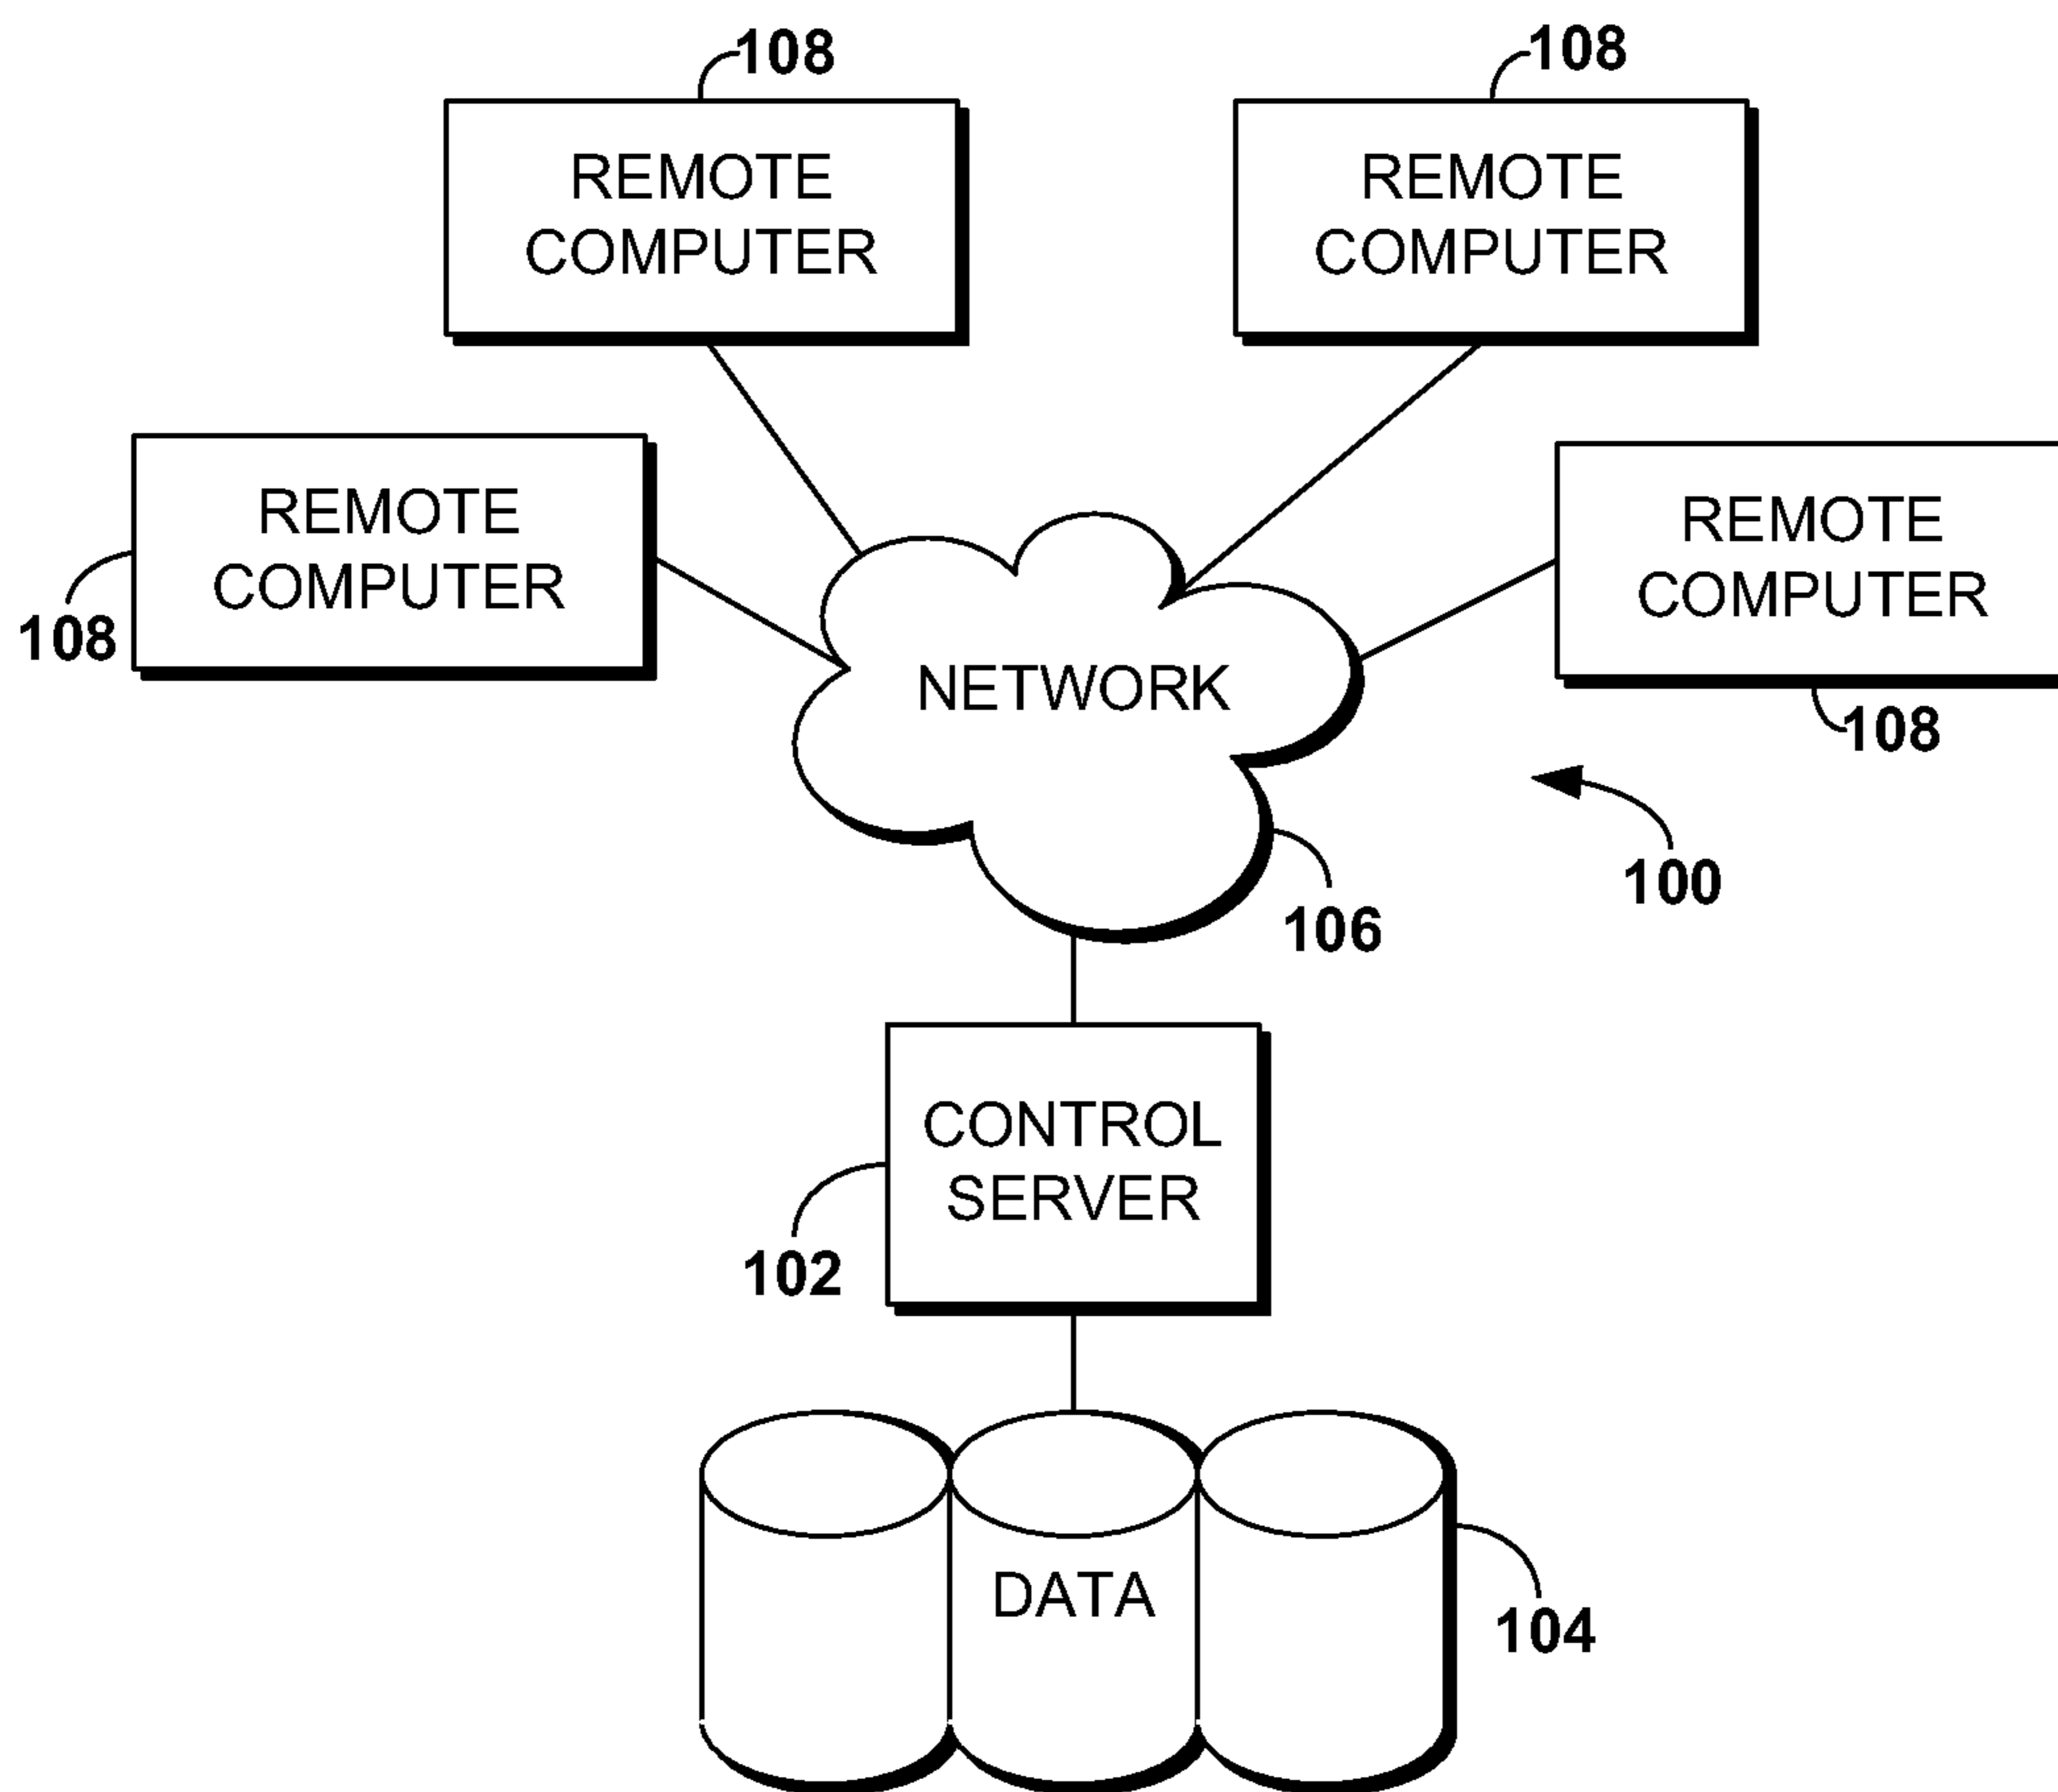 108
108
REMOTE
COMPUTER
REMOTE
COMPUTER
REMOTE
COMPUTER
REMOTE
COMPUTER
108
108
NETWORK
100
106
CONTROL
SERVER
102
DATA
104